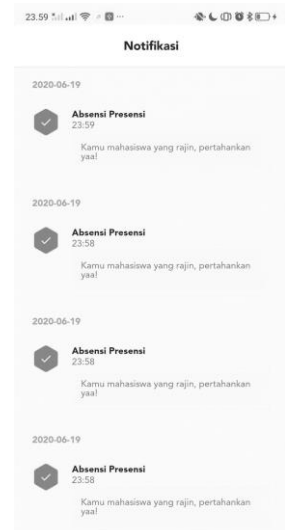 23.59
Notifikasi
2020-06-19
Absensi Presensi
23:59
Kamu mahasiswa yang rajin, pertahankan
yaa!
2020-06-19
Absensi Presensi
23:58
Kamu mahasiswa yang rajin, pertahankan
yaa!
2020-06-19
Absensi Presensi
23:58
Kamu mahasiswa yang rajin, pertahankan
yaa!
2020-06-19
Absensi Presensi
23:58
Kamu mahasiswa yang rajin, pertahankan
yaa!